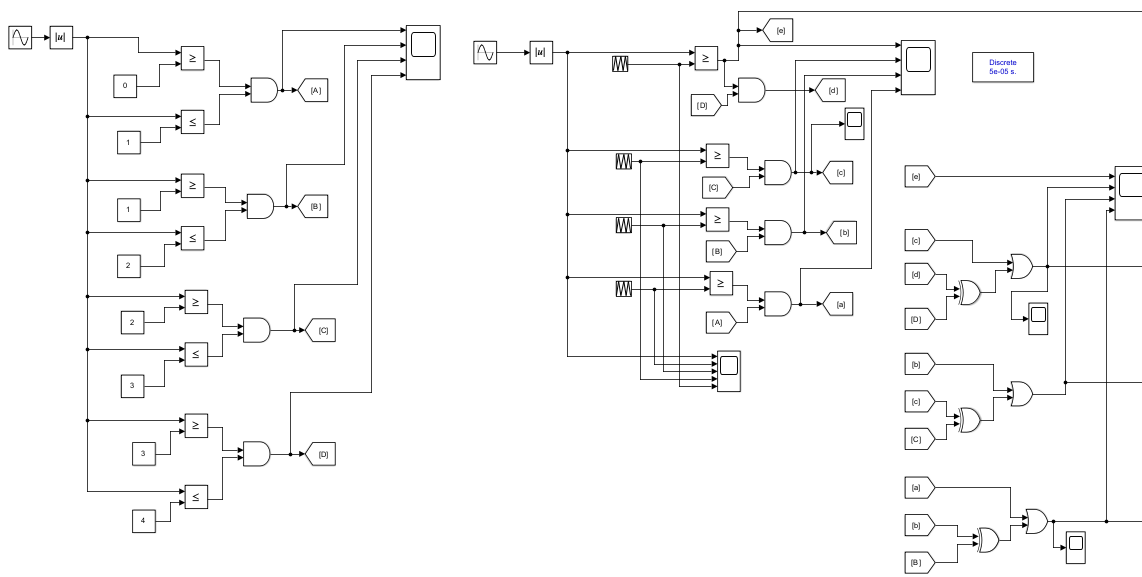 |u|
≥
0
[A]
≤
1
≥
1
[B]
≤
2
≥
2
[C]
≤
3
≥
3
[D]
≤
4
|u|
[e]
≥
[D]
[d]
≥
[C]
[c]
≥
[B]
[b]
≥
[A]
[a]
Discrete
5e-05 s.
[e]
[c]
[d]
[D]
[b]
[c]
[C]
[a]
[b]
[B]